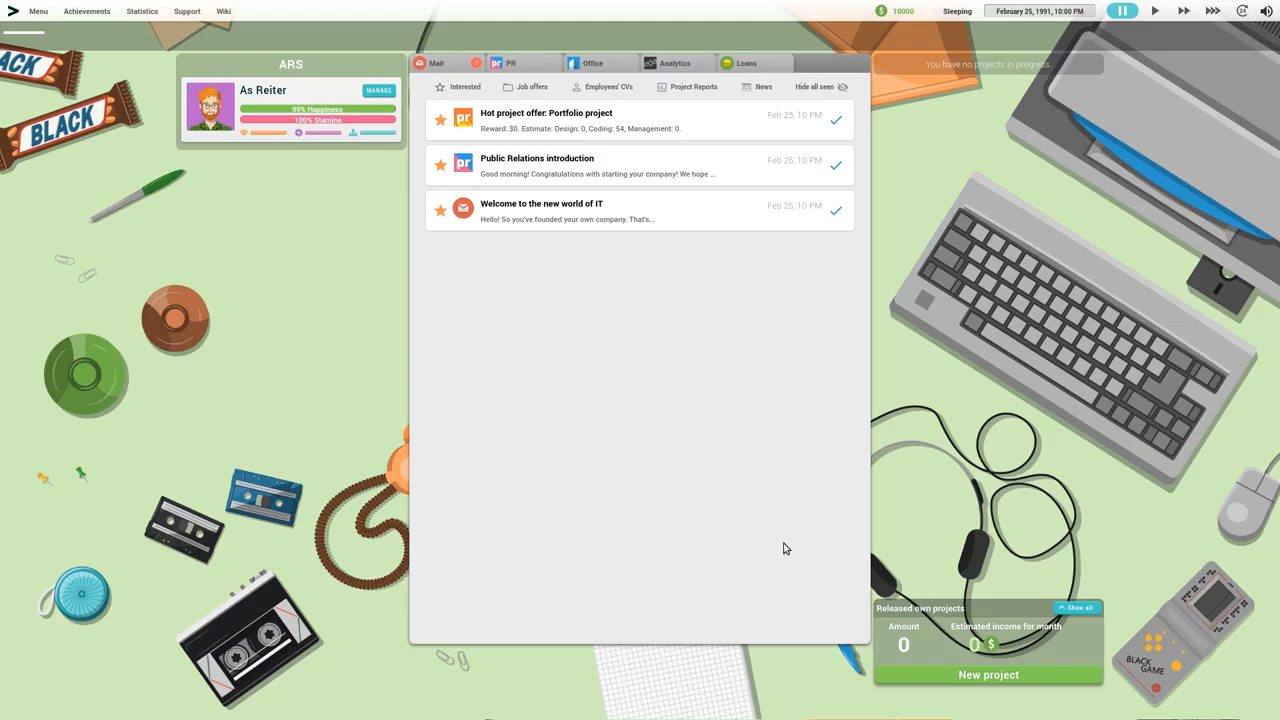 Menu Achievements Statistics Support Wiki
10000 Sleeping February 25, 1991, 10:00 PM 24
ARS
As Reiter MANAGE
99% Happiness
100% Stamina
Mail PR Office Analytics Loans
You have no projects in progress.
Interested Job offers Employees' CVs Project Reports News Hide all seen
Hot project offer: Portfolio project Feb 25, 10 PM
Reward: $0. Estimate: Design: 0, Coding: 54, Management: 0.
Public Relations introduction Feb 25, 10 PM
Good morning! Congratulations with starting your company! We hope ...
Welcome to the new world of IT Feb 25, 10 PM
Hello! So you've founded your own company. That's...
pr
pr
pr
ACK
BLACK
Released own projects Show all
Amount Estimated income for month
0 0 $
New project
BLACK
GAME